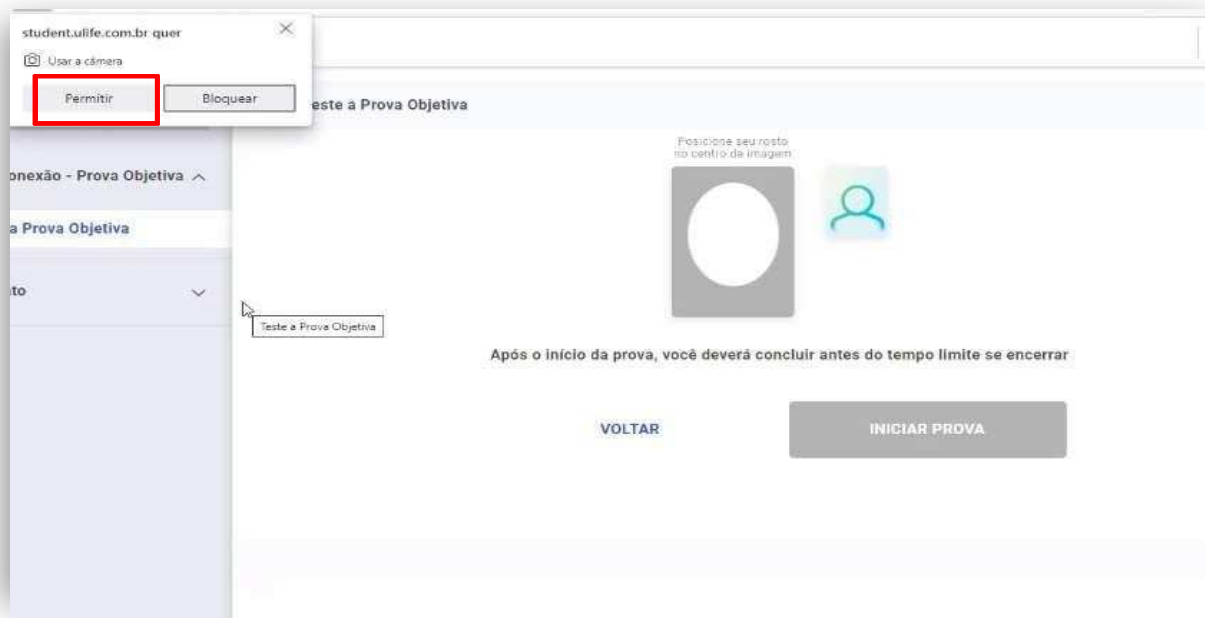 student.ulife.com.br quer
Usar a câmera
Permitir
Bloquear
este a Prova Objetiva
Posicione seu rosto
no centro da imagem
onexão - Prova Objetiva
a Prova Objetiva
to
Teste a Prova Objetiva
Após o início da prova, você deverá concluir antes do tempo limite se encerrar
VOLTAR
INICIAR PROVA